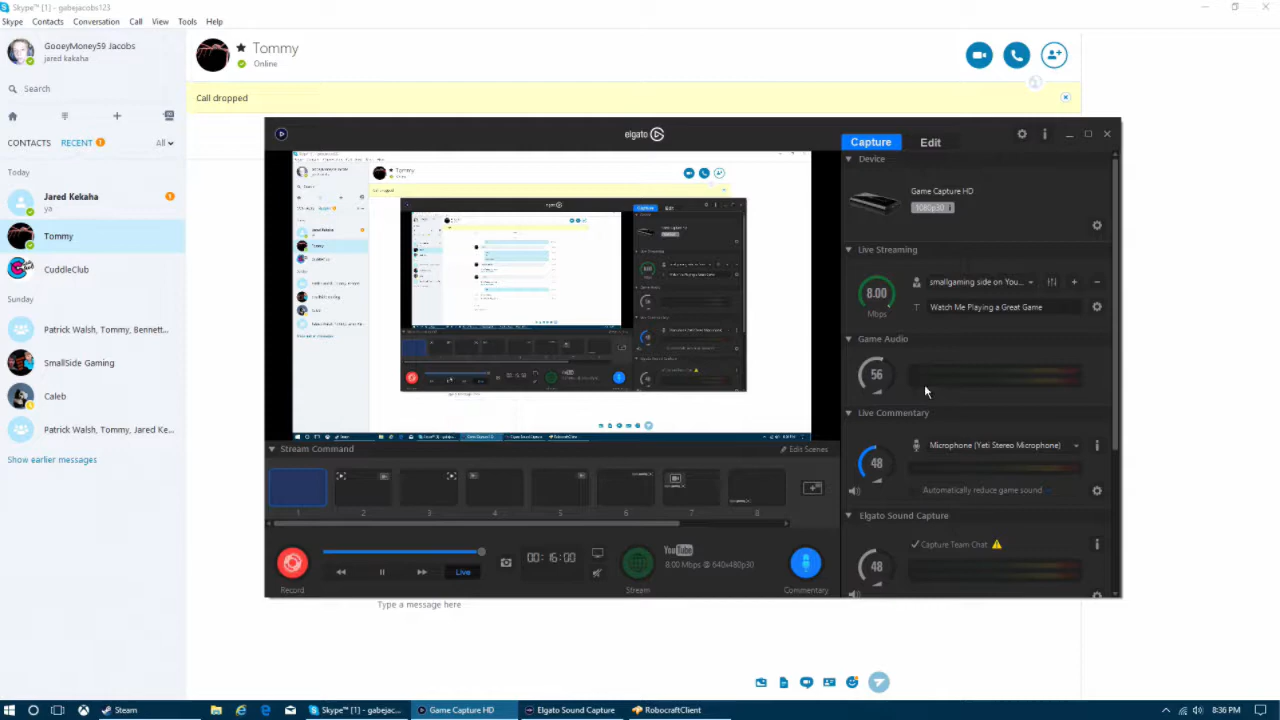 Skype™ [1] - gabejacobs123
Skype Contacts Conversation Call View Tools Help
GooeyMoney59 Jacobs
jared kakaha
Search
CONTACTS RECENT 1 All
Today
Jared Kekaha 1
ya
Tommy
CuddleClub
Sunday
Patrick Walsh, Tommy, Bennett...
SmallSide Gaming
Caleb
Patrick Walsh, Tommy, Jared Ke...
Show earlier messages
Tommy
Online
Call dropped
elgato
Capture Edit
Device
Game Capture HD
1080p30
Live Streaming
8.00
Mbps
smallgaming side on You...
Watch Me Playing a Great Game
Game Audio
56
Live Commentary
Microphone (Yeti Stereo Microphone)
48
Automatically reduce game sound
Elgato Sound Capture
Capture Team Chat
48
Stream Command Edit Scenes
1 2 3 4 5 6 7 8
Record
Live
00:16:00
Stream
YouTube
8.00 Mbps @ 640x480p30
Commentary
Type a message here
Steam
Skype™ [1] - gabejac...
Game Capture HD
Elgato Sound Capture
RobocraftClient
8:36 PM